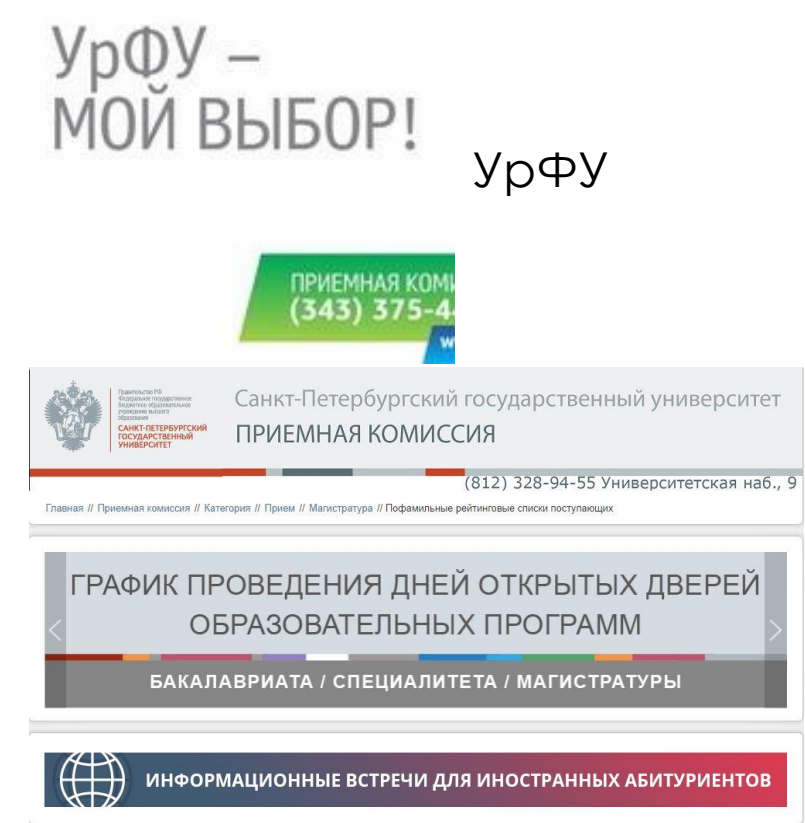 УрФУ –
МОЙ ВЫБОР!
УрФУ
ПРИЕМНАЯ
(343) 375-4
Правительство РФ
Федеральное государственное
бюджетное образовательное
учреждение высшего
образования
САНКТ-ПЕТЕРБУРГСКИЙ
ГОСУДАРСТВЕННЫЙ
УНИВЕРСИТЕТ
Санкт-Петербургский государственный университет
ПРИЕМНАЯ КОМИССИЯ
(812) 328-94-55 Университетская наб., 9
Главная // Приемная комиссия // Категория // Прием // Магистратура // Пофамильные рейтинговые списки поступающих
ГРАФИК ПРОВЕДЕНИЯ ДНЕЙ ОТКРЫТЫХ ДВЕРЕЙ
ОБРАЗОВАТЕЛЬНЫХ ПРОГРАММ
БАКАЛАВРИАТА / СПЕЦИАЛИТЕТА / МАГИСТРАТУРЫ
ИНФОРМАЦИОННЫЕ ВСТРЕЧИ ДЛЯ ИНОСТРАННЫХ АБИТУРИЕНТОВ